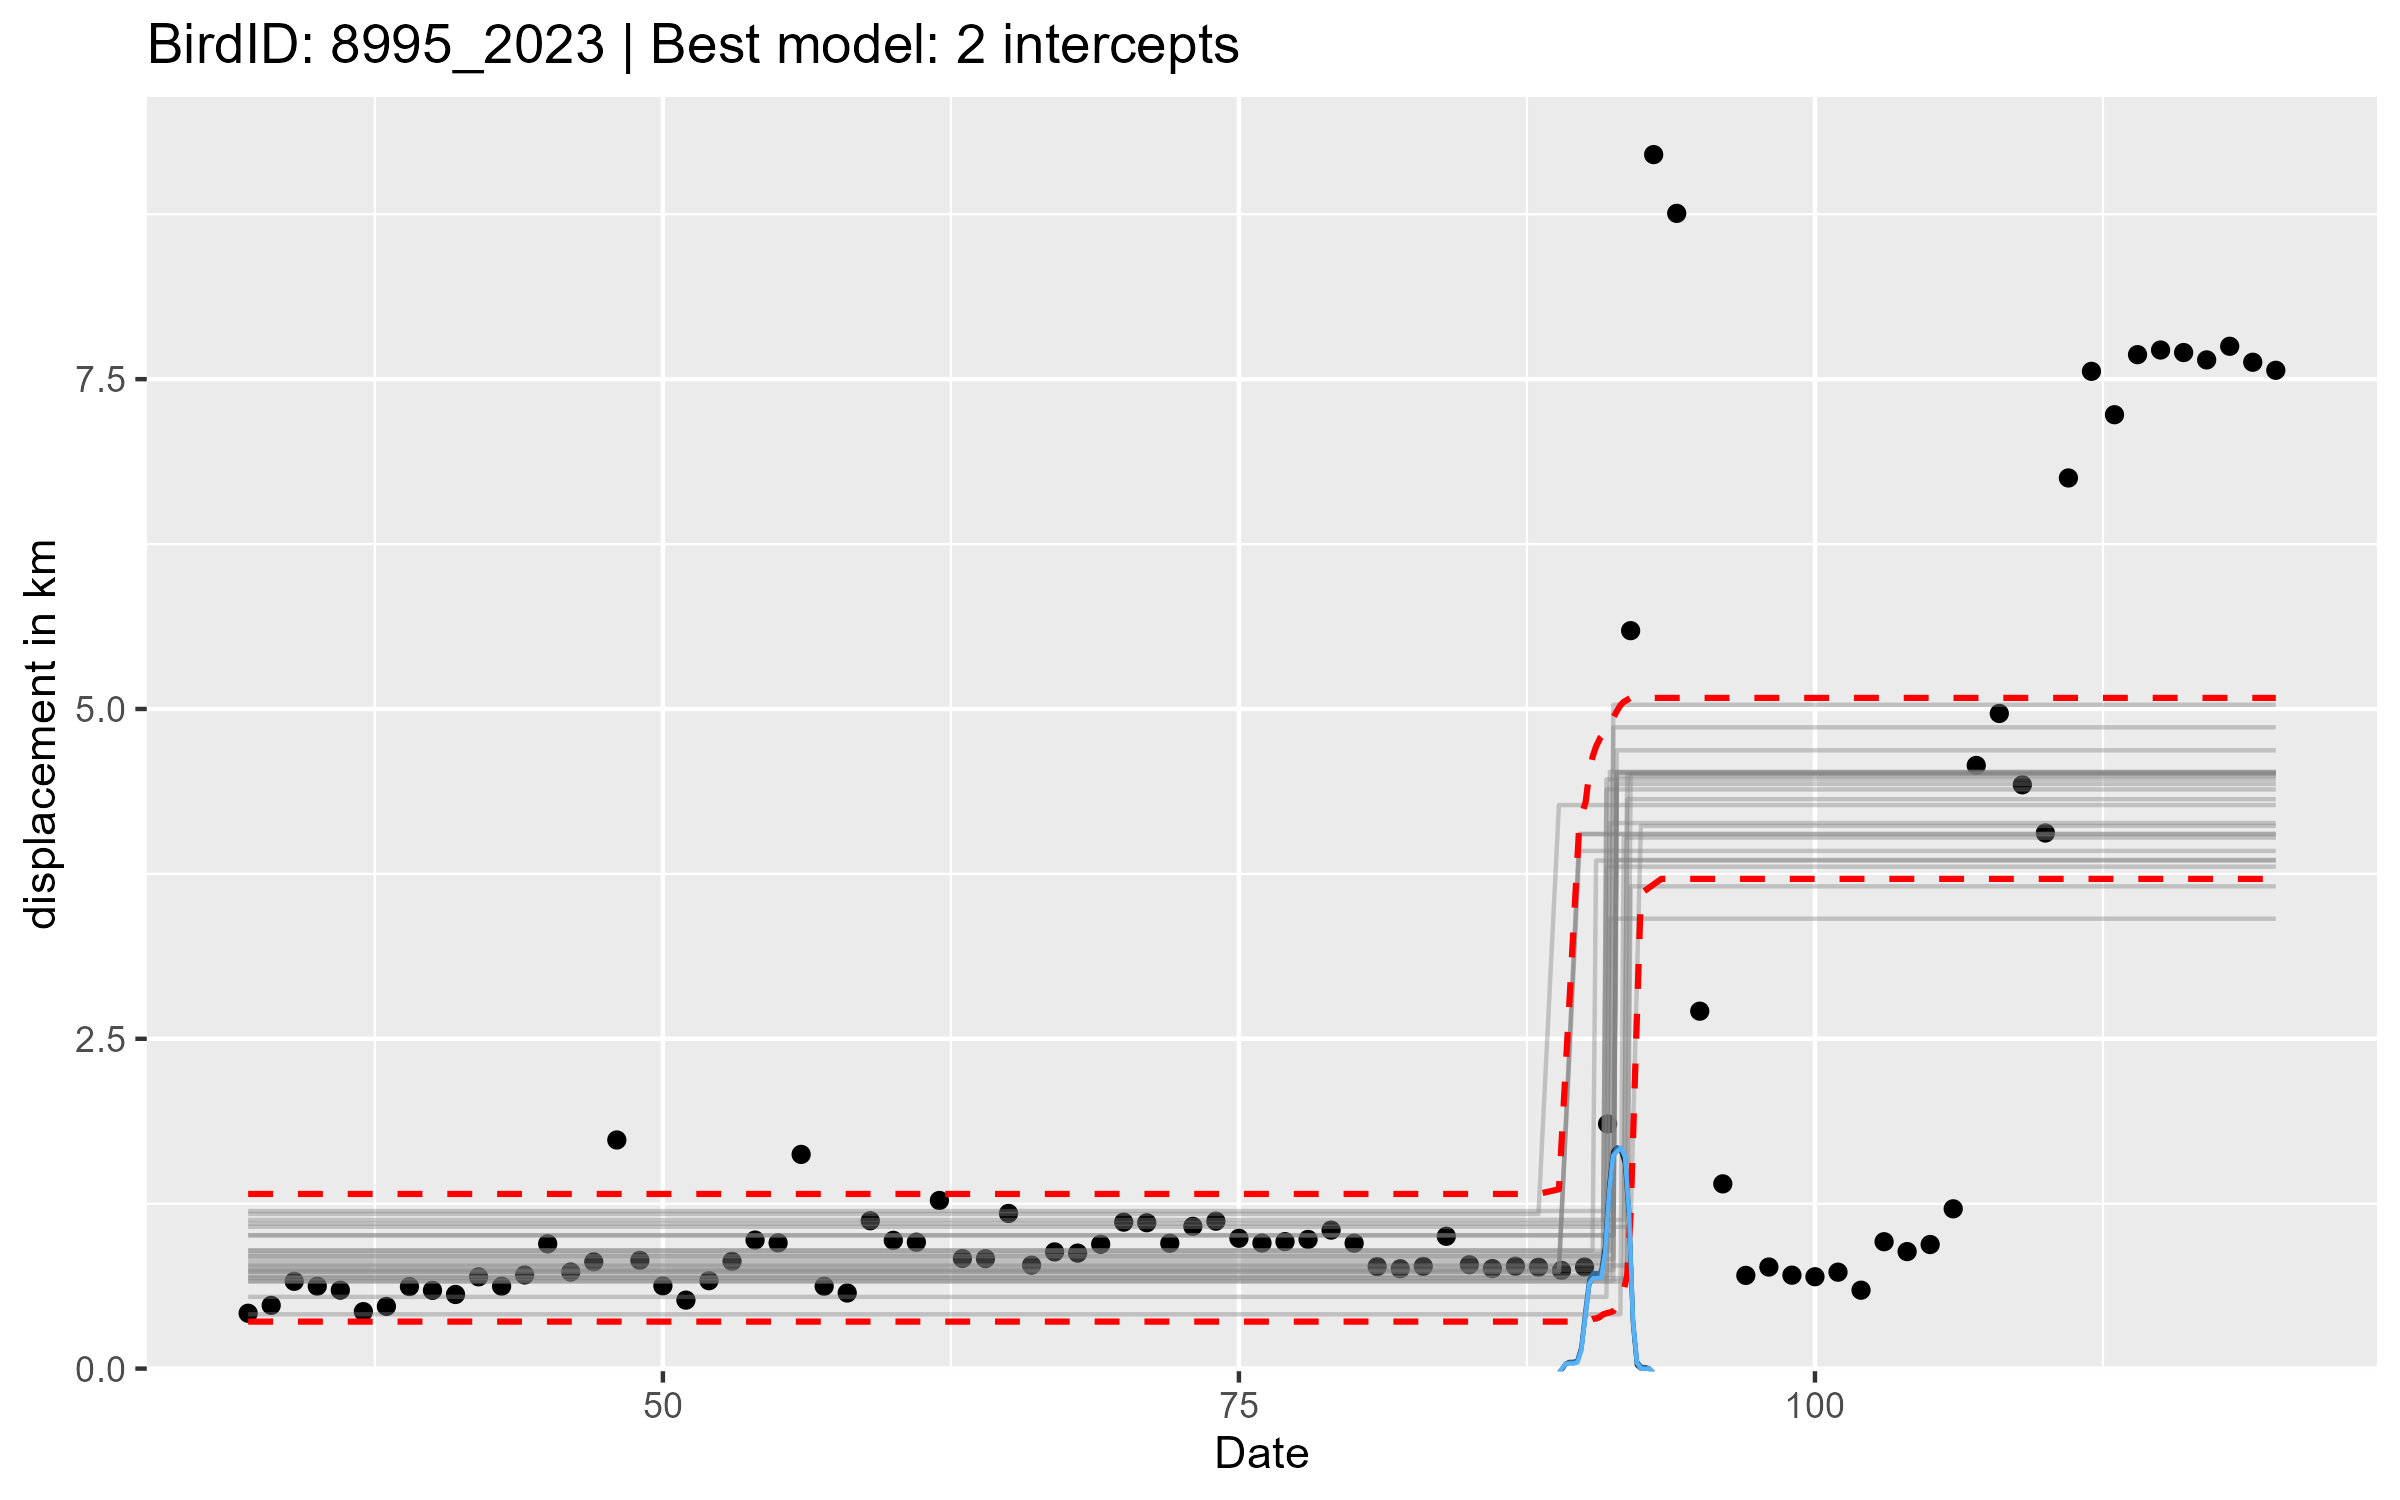 BirdID: 8995_2023 | Best model: 2 intercepts
displacement in km
7.5
5.0
2.5
0.0
50
75
100
Date